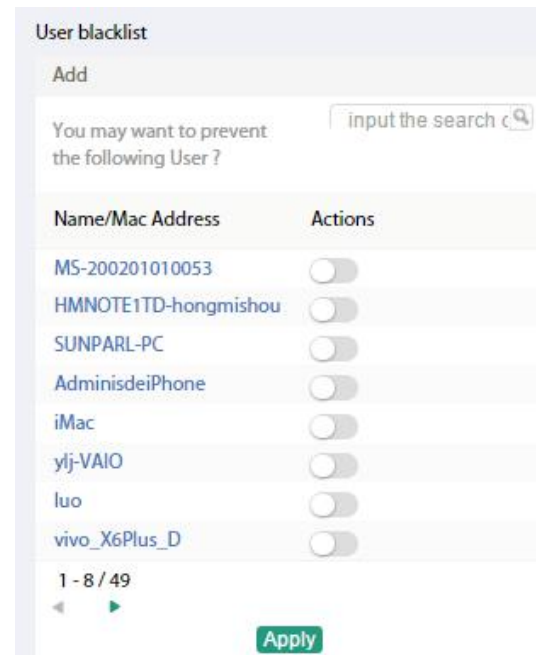 User blacklist
Add
You may want to prevent
the following User ?
input the search c
Name/Mac Address Actions
MS-200201010053
HMNOTE1TD-hongmishou
SUNPARL-PC
AdminisdeiPhone
iMac
ylj-VAIO
luo
vivo_X6Plus_D
1 - 8 / 49
Apply